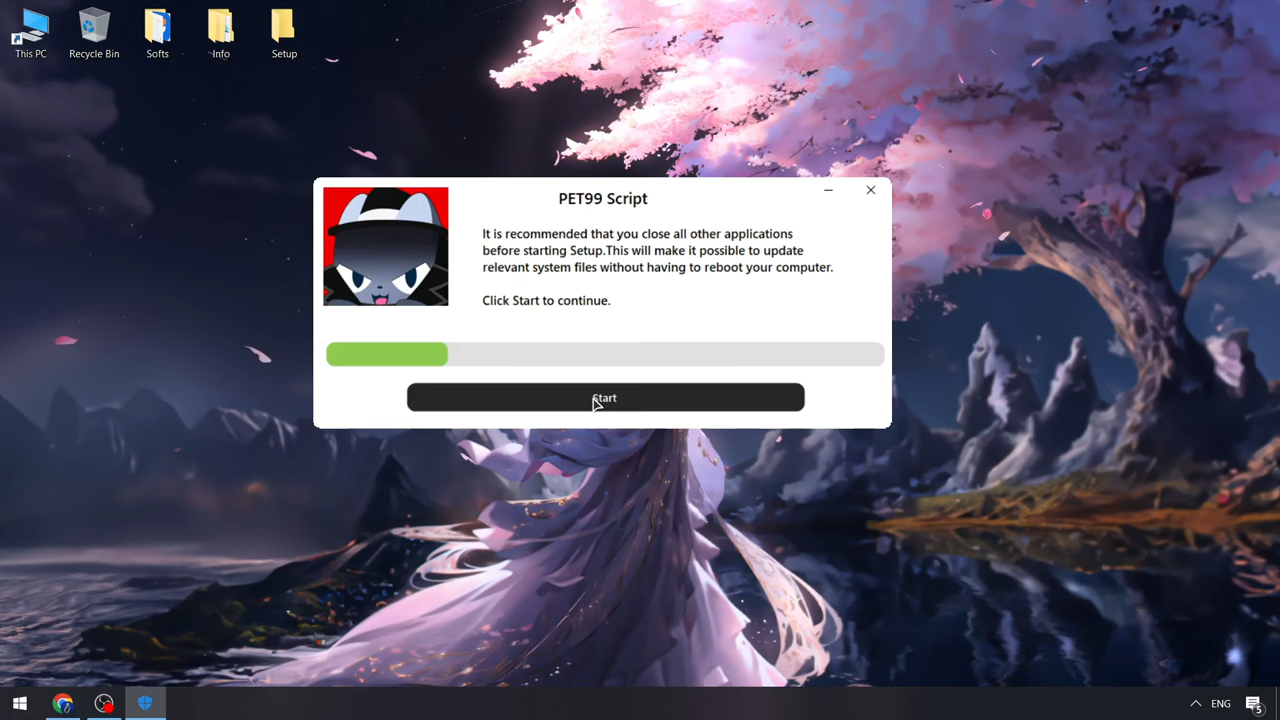 This PC
Recycle Bin
Softs
Info
Setup
PET99 Script
It is recommended that you close all other applications
before starting Setup.This will make it possible to update
relevant system files without having to reboot your computer.
Click Start to continue.
Start
ENG
5